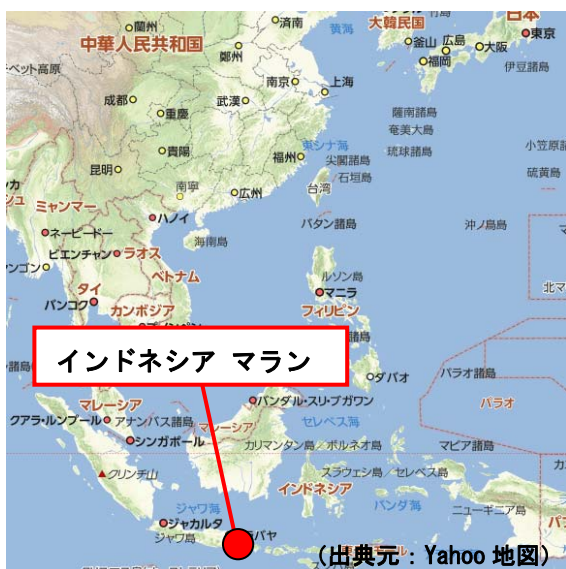 竹島
日本
蘭州
済南
黄海
大韓民国
東京
中華人民共和国
釜山 広島
大阪
鄭州
福岡
ベット高原
伊豆諸島
南京
上海
成都
武漢
重慶
薩南諸島
奄美大島
東シナ海
小笠原諸
貴陽
福州
尖閣諸島
琉球諸島
昆明
/石垣島
硫黄島
南寧
広州
台湾
ミャンマー
ハノイ
バタン諸島
沖ノ鳥島
ネーピードー
海南島
ビエンチャン
ラオス
ンゴン
ベトナム
ルソン島
タイ
マニラ
北マ
バンコク
カンボジア
フィリピン
諸島
インドネシア マラン
諸島
ダバオ
パラオ諸島
マレーシア
バンダル・スリ・ブガワン
パラオ
クアラ・ルンプール
アナンバス諸島
マレーシア
セレベス海
シンガポール
カリマンタン島/ボルネオ島
マピア諸島
クリンチ山
スラウェシ島/セレベス島
インドネシア
ニューギニア島
ジャワ海
バンダ海
ジャカルタ
バヤ
ジャワ島
(出典元:Yahoo 地図)